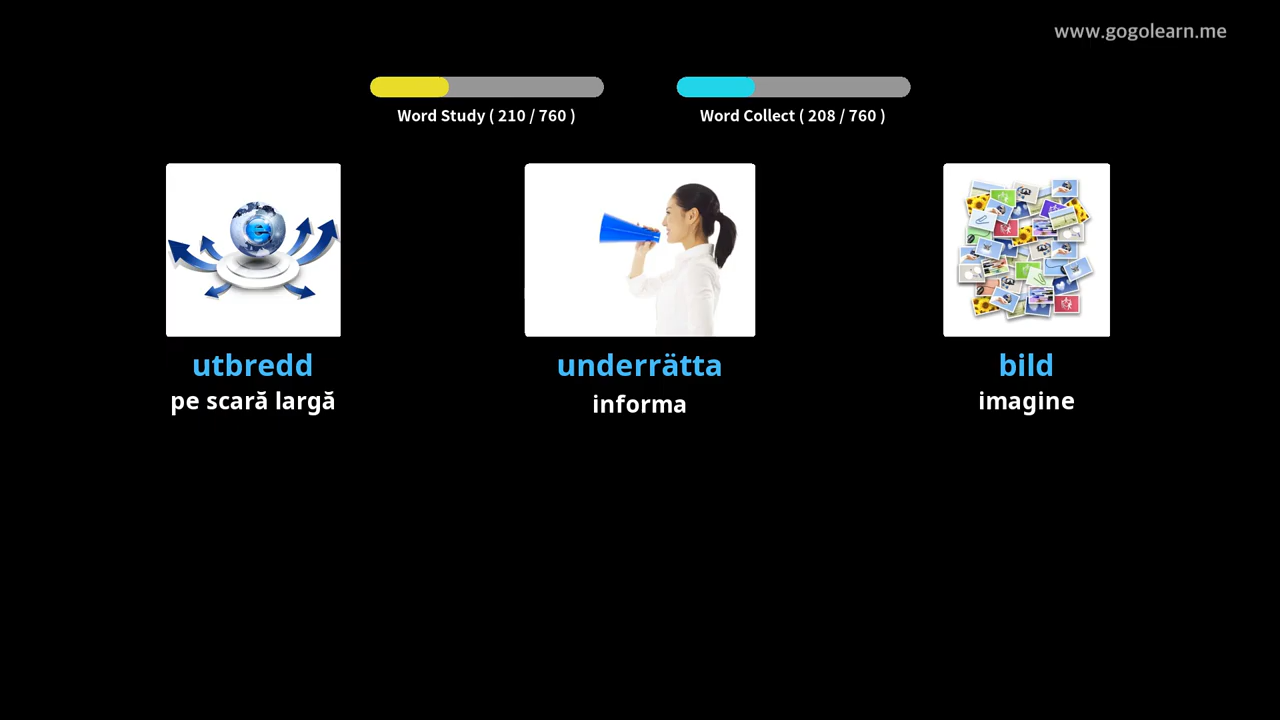 www.gogolearn.me
Word Study ( 210 / 760 )
Word Collect ( 208 / 760 )
e
utbredd
pe scară largă
underrätta
informa
bild
imagine